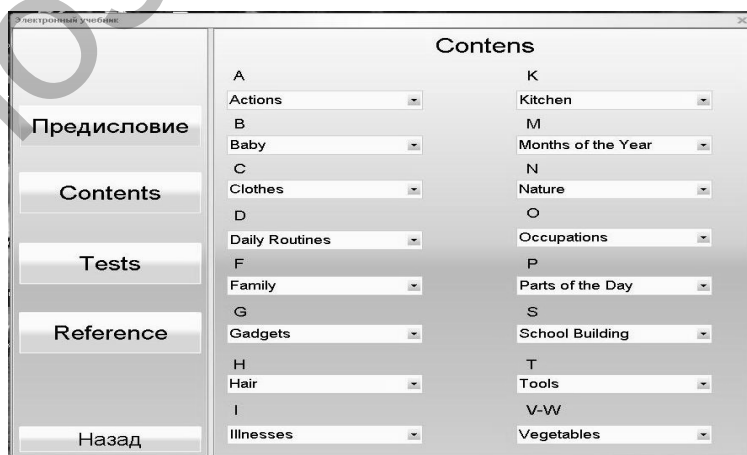 Электронный учебник
Contens
Предисловие
Contents
Tests
Reference
Назад
A
Actions
B
Baby
C
Clothes
D
Daily Routines
F
Family
G
Gadgets
H
Hair
I
Illnesses
K
Kitchen
M
Months of the Year
N
Nature
O
Occupations
P
Parts of the Day
S
School Building
T
Tools
V-W
Vegetables